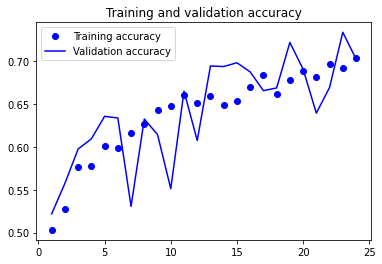 Training and validation accuracy
Training accuracy
Validation accuracy
0.70
0.65
0.60
0.55
0.50
0 5 10 15 20 25